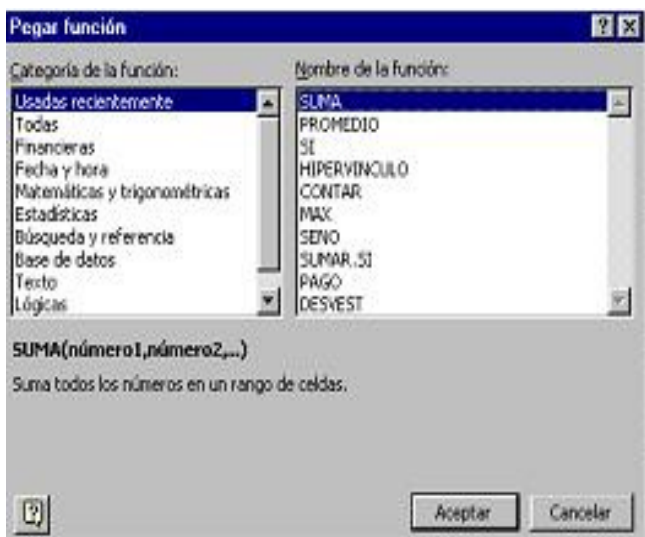 Pegar función
Categoría de la función:
Usadas recientemente
Todas
Financieras
Fecha y hora
Matemáticas y trigonométricas
Estadísticas
Búsqueda y referencia
Base de datos
Texto
Lógicas
Nombre de la función:
SUMA
PROMEDIO
SI
HIPERVINCULO
CONTAR
MAX
SENO
SUMAR.SI
PAGO
DESVEST
SUMA(número1,número2,...)
Suma todos los números en un rango de celdas.
Aceptar
Cancelar